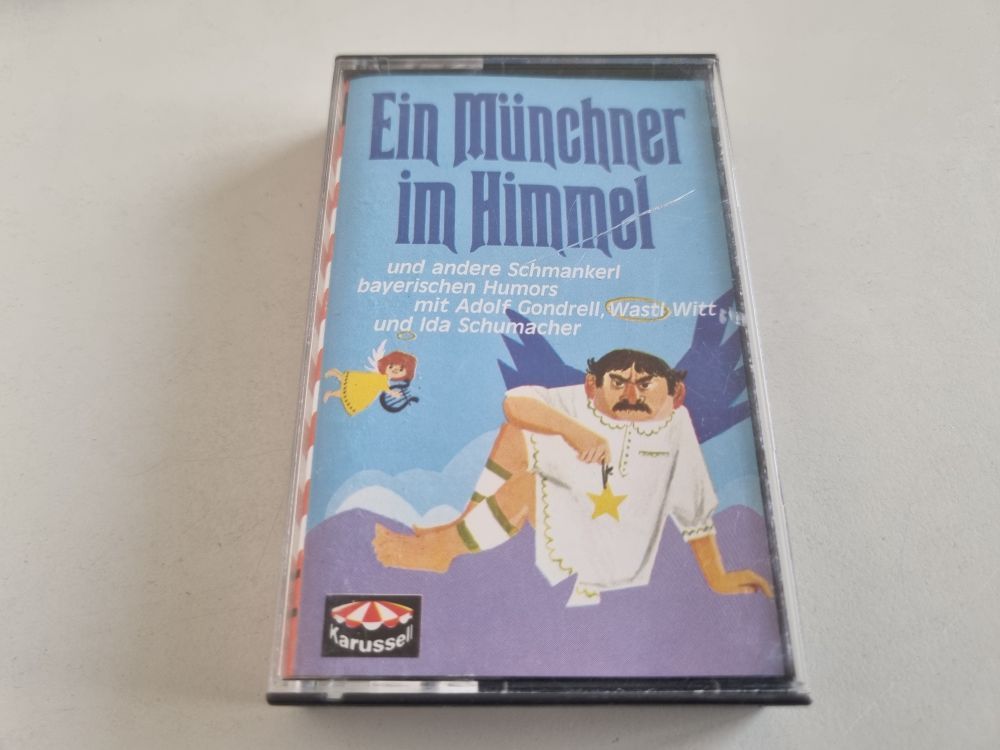 Ein Münchner
im Himmel
und andere Schmankerl
bayerischen Humors
mit Adolf Gondrell, Wastl Witt
und Ida Schumacher
Karussell